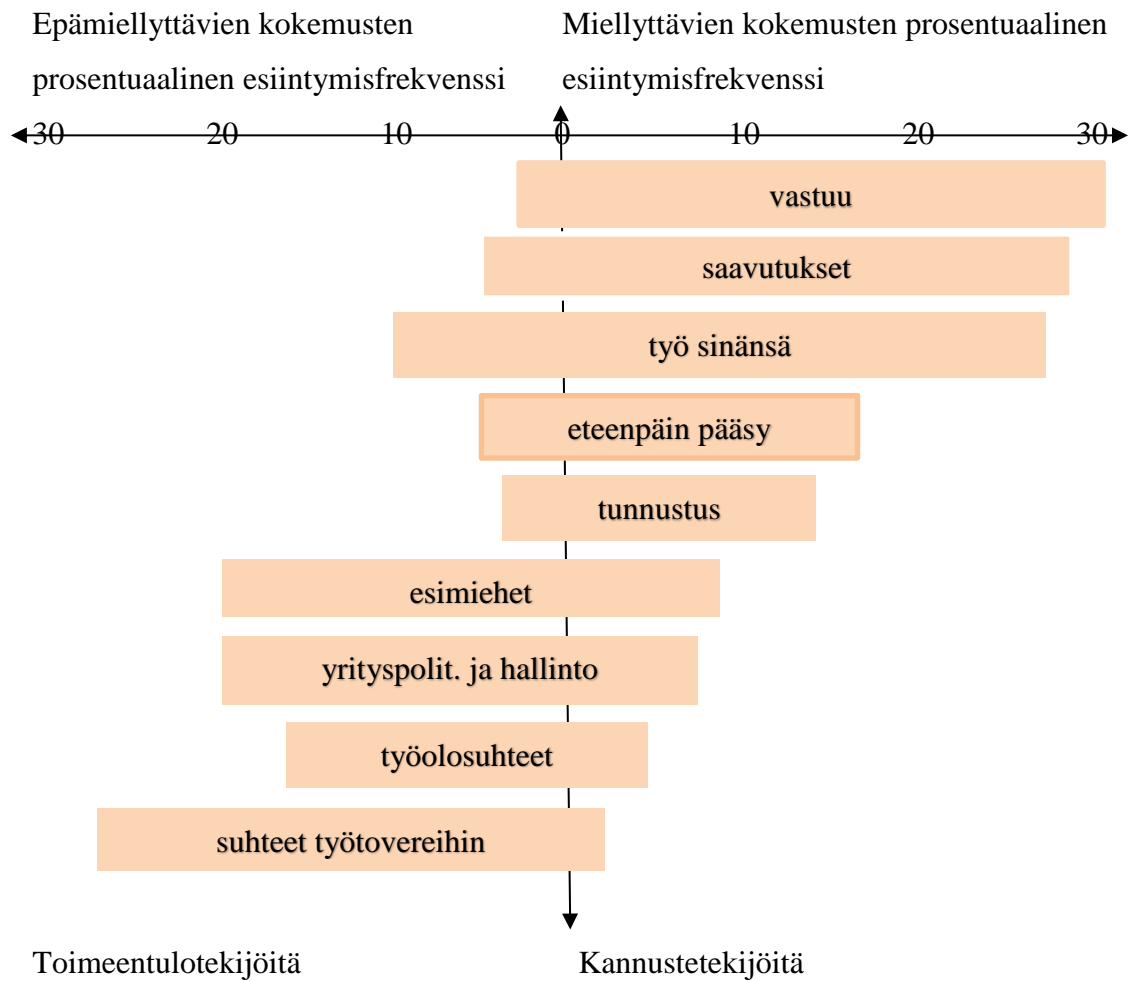 Epämiellyttävien kokemusten
prosentuaalinen esiintymisfrekvenssi
Miellyttävien kokemusten prosentuaalinen
esiintymisfrekvenssi
30 20 10 0 10 20 30
vastuu
saavutukset
työ sinänsä
eteenpäin pääsy
tunnustus
esimiehet
yrityspolit. ja hallinto
työolosuhteet
suhteet työtovereihin
Toimeentulotekijöitä
Kannustetekijöitä